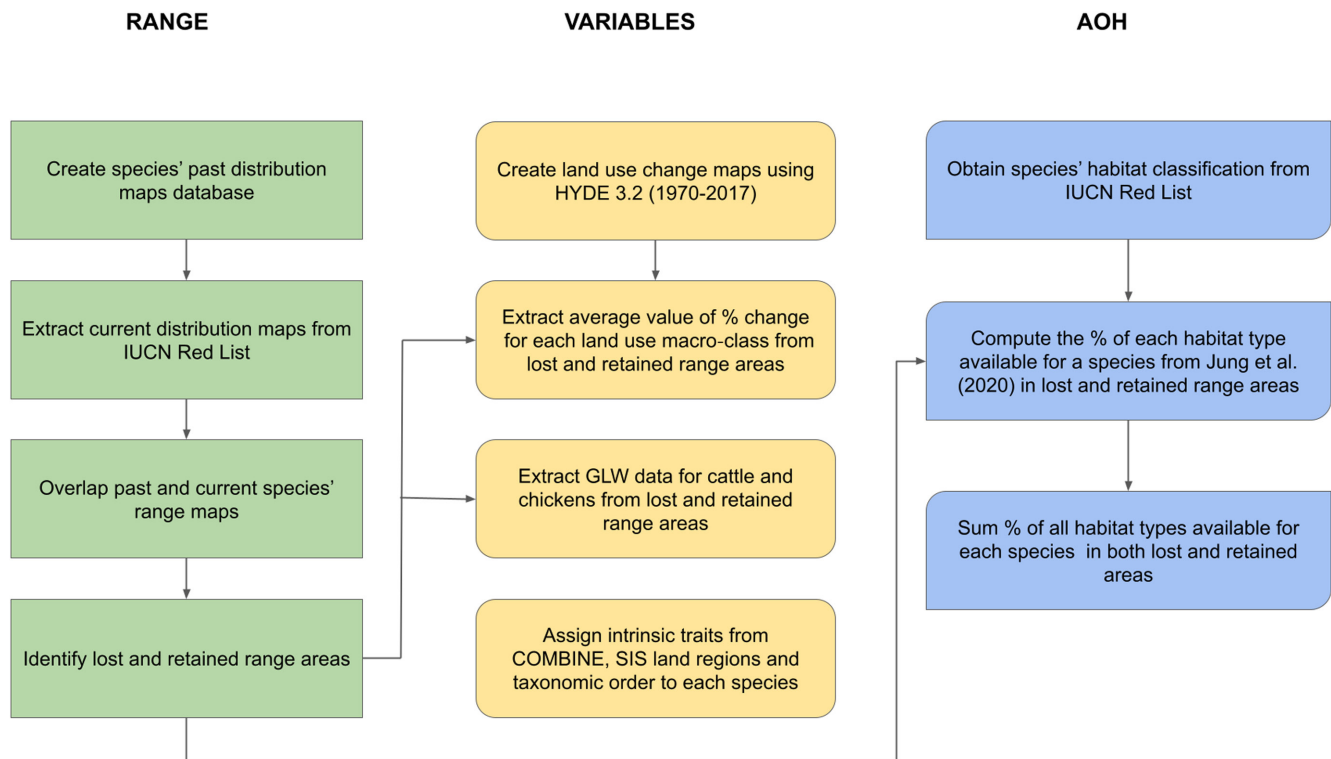 RANGE
VARIABLES
AOH
Create species’ past distribution
maps database
Extract current distribution maps from
IUCN Red List
Overlap past and current species’
range maps
Identify lost and retained range areas
Create land use change maps using
HYDE 3.2 (1970-2017)
Extract average value of % change
for each land use macro-class from
lost and retained range areas
Extract GLW data for cattle and
chickens from lost and retained
range areas
Assign intrinsic traits from
COMBINE, SIS land regions and
taxonomic order to each species
Obtain species’ habitat classification from
IUCN Red List
Compute the % of each habitat type
available for a species from Jung et al.
(2020) in lost and retained range areas
Sum % of all habitat types available for
each species in both lost and retained
areas